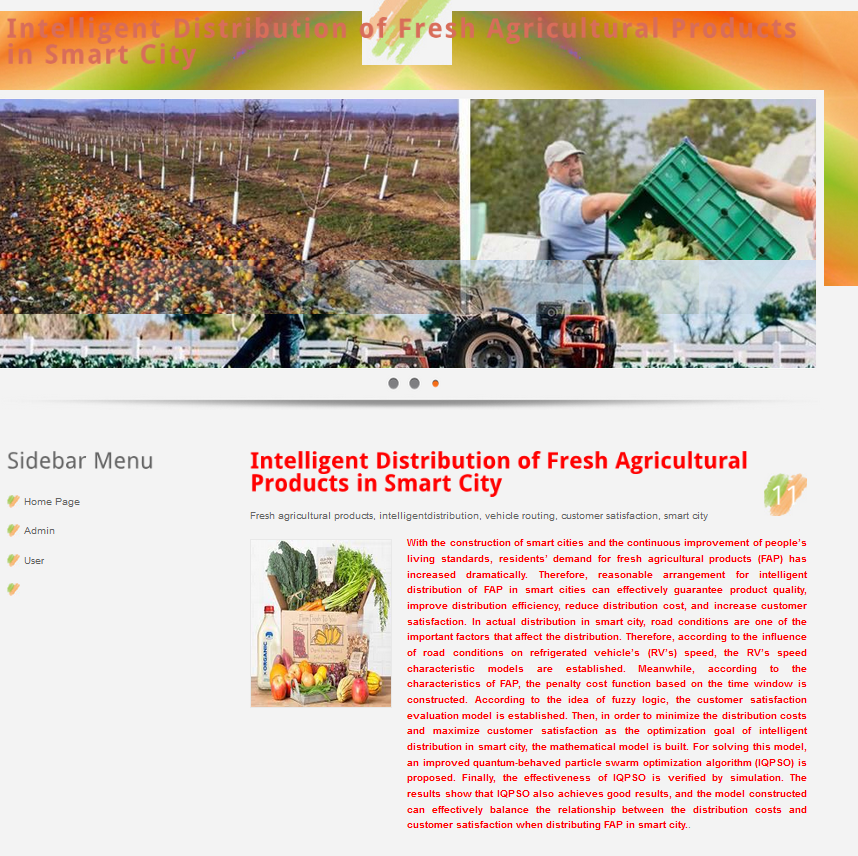 Intelligent Distribution of Fresh Agricultural Products
in Smart City
Sidebar Menu
Home Page
Admin
User
Intelligent Distribution of Fresh Agricultural
Products in Smart City
11
Fresh agricultural products, intelligentdistribution, vehicle routing, customer satisfaction, smart city
ORGANIC
With the construction of smart cities and the continuous improvement of people's
living standards, residents' demand for fresh agricultural products (FAP) has
increased dramatically. Therefore, reasonable arrangement for intelligent
distribution of FAP in smart cities can effectively guarantee product quality,
improve distribution efficiency, reduce distribution cost, and increase customer
satisfaction. In actual distribution in smart city, road conditions are one of the
important factors that affect the distribution. Therefore, according to the influence
of road conditions on refrigerated vehicle's (RV's) speed, the RV's speed
characteristic models are established. Meanwhile, according to the
characteristics of FAP, the penalty cost function based on the time window is
constructed. According to the idea of fuzzy logic, the customer satisfaction
evaluation model is established. Then, in order to minimize the distribution costs
and maximize customer satisfaction as the optimization goal of intelligent
distribution in smart city, the mathematical model is built. For solving this model,
an improved quantum-behaved particle swarm optimization algorithm (IQPSO) is
proposed. Finally, the effectiveness of IQPSO is verified by simulation. The
results show that IQPSO also achieves good results, and the model constructed
can effectively balance the relationship between the distribution costs and
customer satisfaction when distributing FAP in smart city..